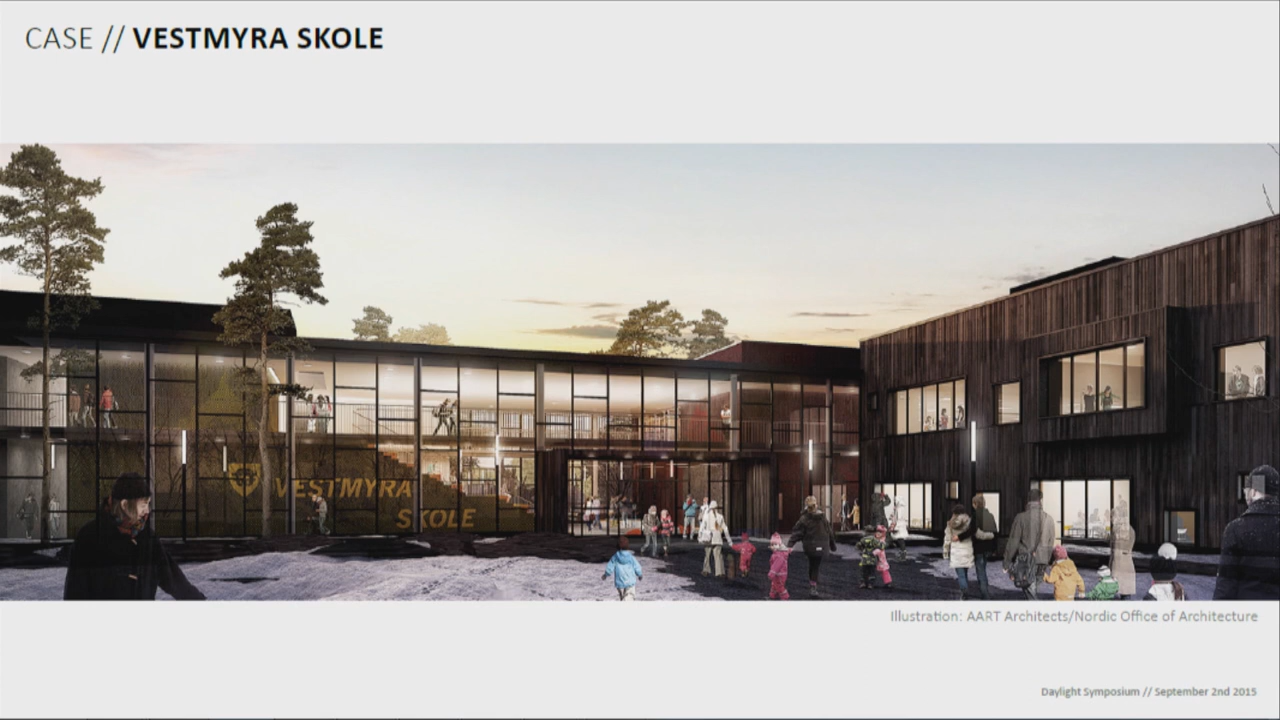 CASE // VESTMYRA SKOLE
VESTMYRA
SKOLE
Illustration: AART Architects/Nordic Office of Architecture
Daylight Symposium // September 2nd 2015